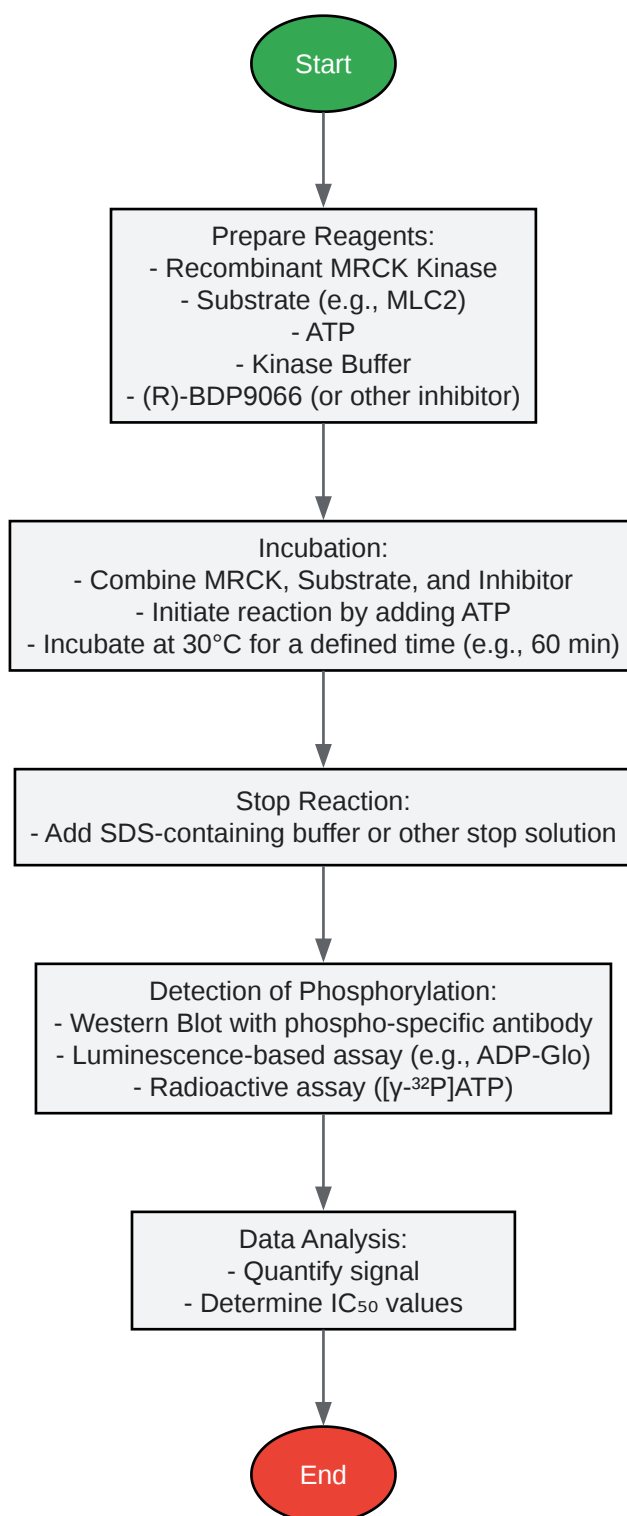 Start
Prepare Reagents:
- Recombinant MRCK Kinase
- Substrate (e.g., MLC2)
- ATP
- Kinase Buffer
- (R)-BDP9066 (or other inhibitor)
Incubation:
- Combine MRCK, Substrate, and Inhibitor
- Initiate reaction by adding ATP
- Incubate at 30°C for a defined time (e.g., 60 min)
Stop Reaction:
- Add SDS-containing buffer or other stop solution
Detection of Phosphorylation:
- Western Blot with phospho-specific antibody
- Luminescence-based assay (e.g., ADP-Glo)
- Radioactive assay ([γ-³²P]ATP)
Data Analysis:
- Quantify signal
- Determine IC₅₀ values
End